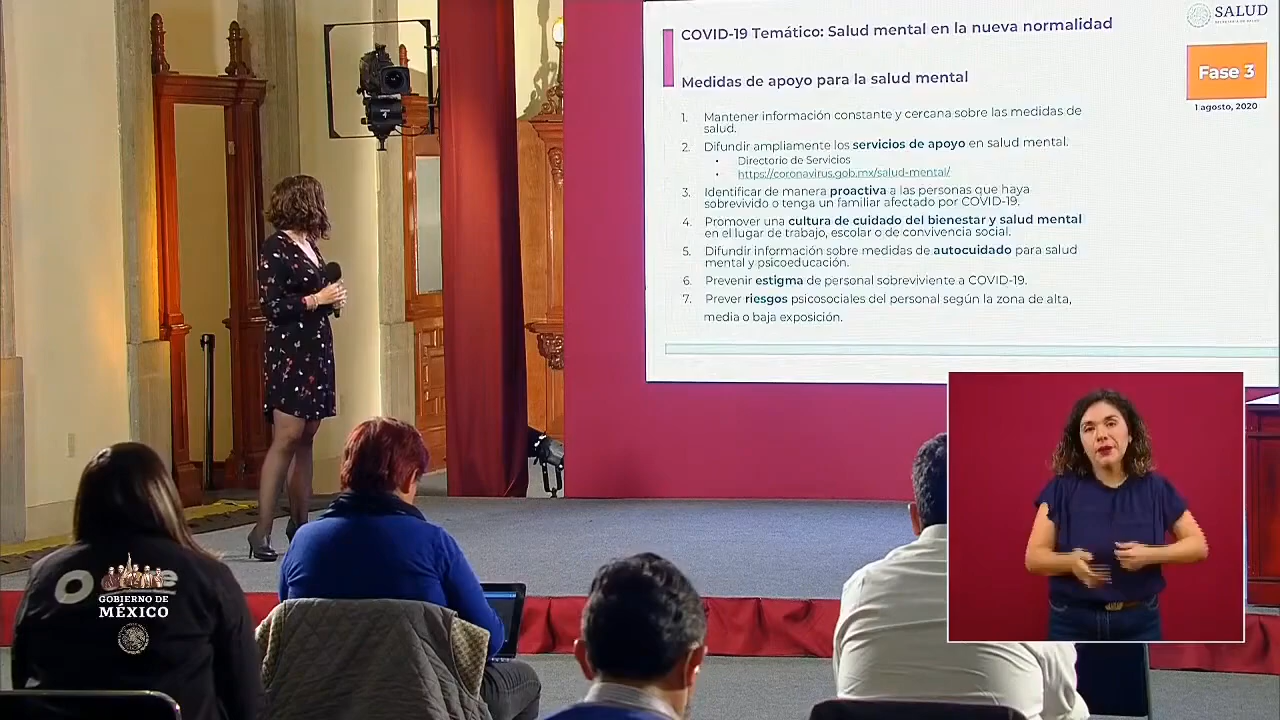 COVID-19 Temático: Salud mental en la nueva normalidad
SALUD
SECRETARÍA DE SALUD
Fase 3
1 agosto, 2020
Medidas de apoyo para la salud mental
1. Mantener información constante y cercana sobre las medidas de
salud.
2. Difundir ampliamente los servicios de apoyo en salud mental.
• Directorio de Servicios
• https://coronavirus.gob.mx/salud-mental/
3. Identificar de manera proactiva a las personas que haya
sobrevivido o tenga un familiar afectado por COVID-19.
4. Promover una cultura de cuidado del bienestar y salud mental
en el lugar de trabajo, escolar o de convivencia social.
5. Difundir información sobre medidas de autocuidado para salud
mental y psicoeducación.
6. Prevenir estigma de personal sobreviviente a COVID-19.
7. Prever riesgos psicosociales del personal según la zona de alta,
media o baja exposición.
GOBIERNO DE
MÉXICO